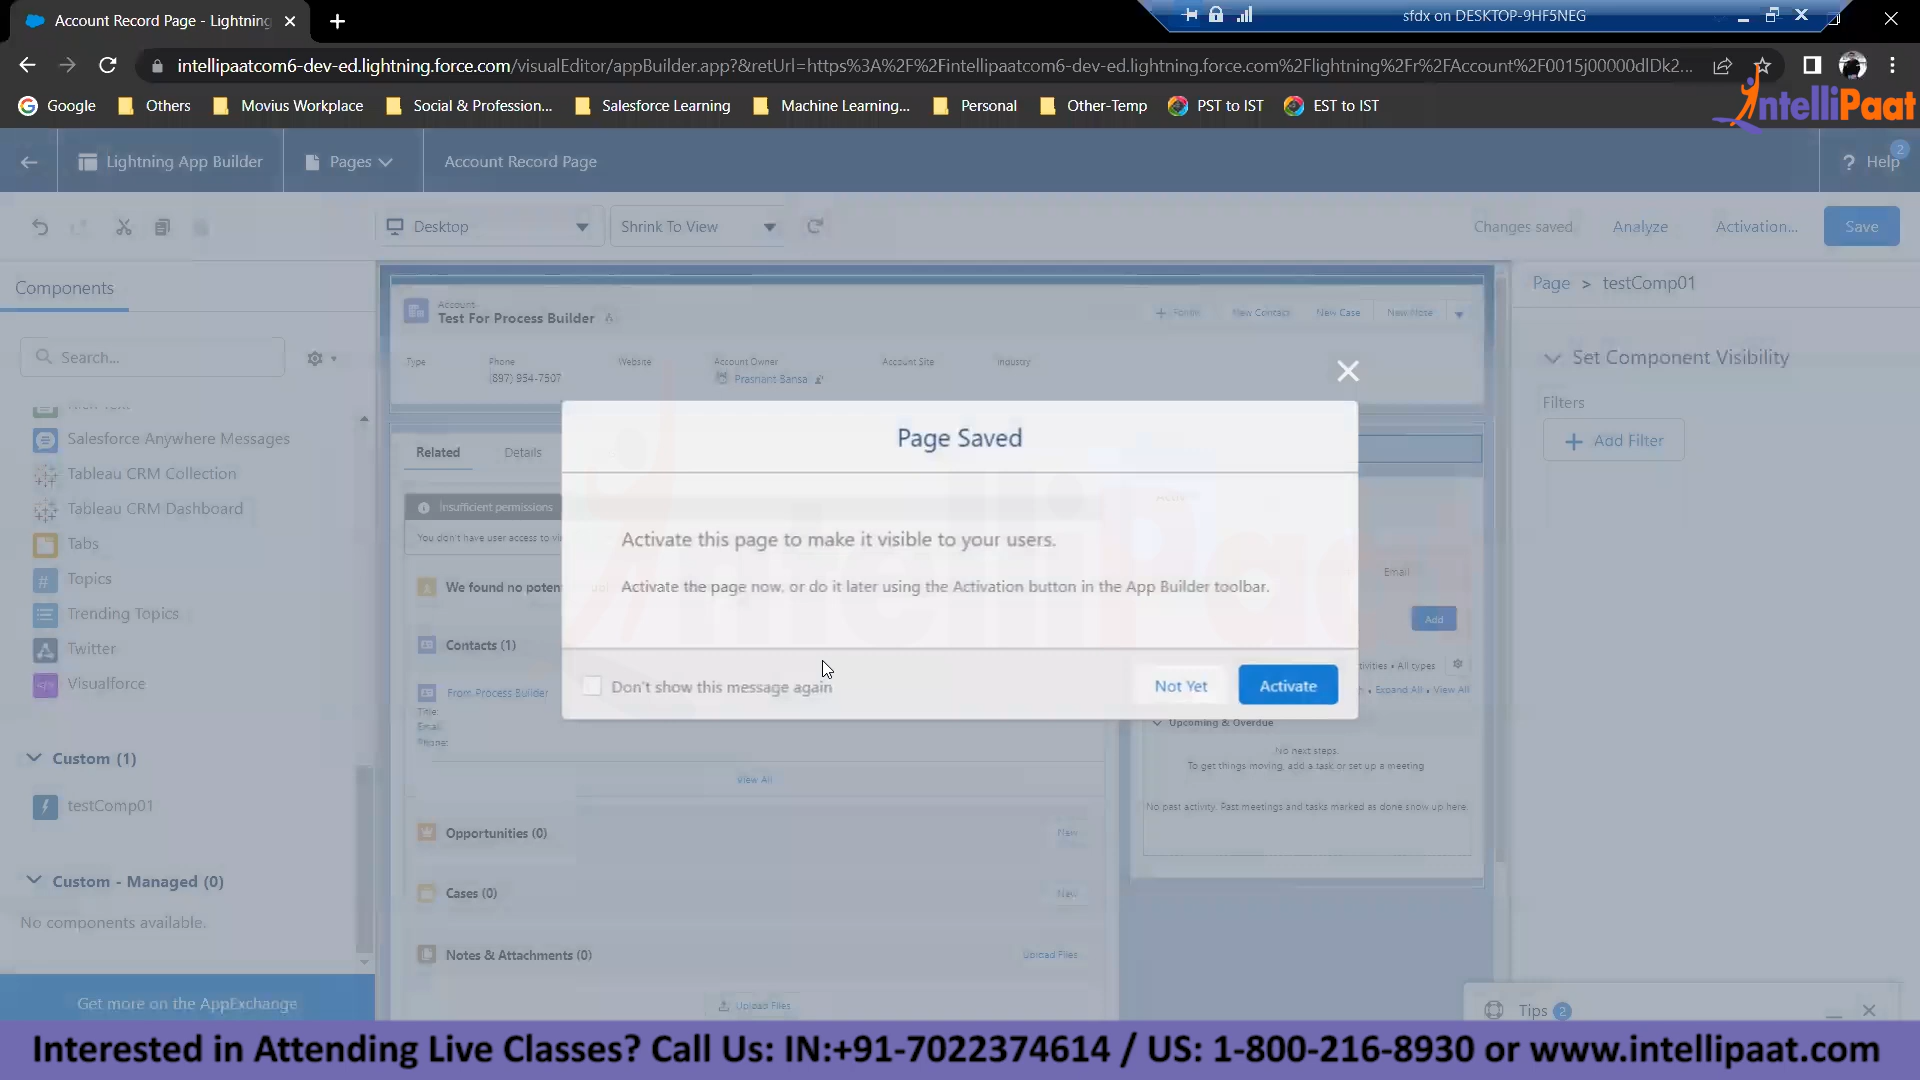 Account Record Page - Lightning
sfdx on DESKTOP-9HF5NEG
intellipaatcom6-dev-ed.lightning.force.com/visualEditor/appBuilder.app?&retUrl=https%3A%2F%2Fintellipaatcom6-dev-ed.lightning.force.com%2Flightning%2Fr%2FAccount%2F0015j00000dlDk2...
Google Others Movius Workplace Social & Profession... Salesforce Learning Machine Learning... Personal Other-Temp PST to IST EST to IST
IntelliPaat
Lightning App Builder Pages Account Record Page ? Help 2
Desktop Shrink To View Changes saved Analyze Activation... Save
Components
Page > testComp01
Account
Test For Process Builder
New Contact New Case New Note
Search...
Set Component Visibility
Type Phone Website Account Owner Account Site Industry
(897) 954-7507 Prashant Bansa
Filters
Add Filter
Salesforce Anywhere Messages
Tableau CRM Collection
Tableau CRM Dashboard
Tabs
Topics
Trending Topics
Twitter
Visualforce
Custom (1)
testComp01
Custom - Managed (0)
No components available.
Get more on the AppExchange
Related Details
Insufficient permissions
You don't have user access to
We found no poten
Contacts (1)
From Process Builder
Title:
Email:
Phone:
View All
Opportunities (0) New
Cases (0) New
Notes & Attachments (0) Upload Files
Upload Files
Page Saved
Activate this page to make it visible to your users.
Activate the page now, or do it later using the Activation button in the App Builder toolbar.
Don't show this message again
Not Yet Activate
Email
Add
• All types
• Expand All • View All
Upcoming & Overdue
No next steps.
To get things moving, add a task or set up a meeting
No past activity. Past meetings and tasks marked as done show up here.
Tips 2
Interested in Attending Live Classes? Call Us: IN:+91-7022374614 / US: 1-800-216-8930 or www.intellipaat.com